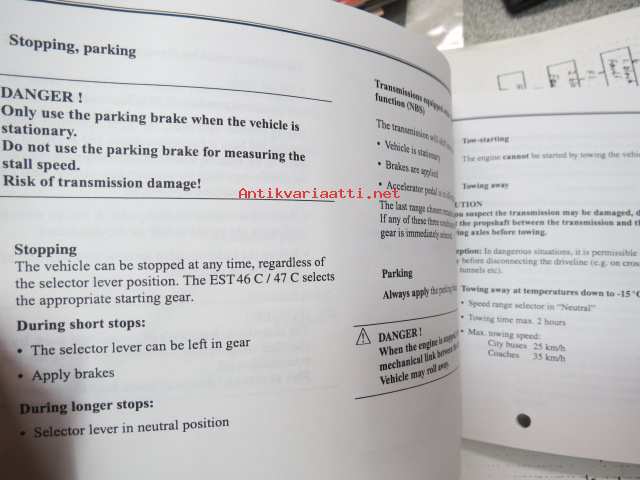 Stopping, parking
DANGER !
Only use the parking brake when the vehicle is
stationary.
Do not use the parking brake for measuring the
stall speed.
Risk of transmission damage!
Stopping
The vehicle can be stopped at any time, regardless of
the selector lever position. The EST 46 C / 47 C selects
the appropriate starting gear.
During short stops:
• The selector lever can be left in gear
• Apply brakes
During longer stops:
• Selector lever in neutral position
Transmissions equipped
function (NBS)
The transmission will
• Vehicle is stationary
• Brakes are applied
• Accelerator pedal
The last range
If any of these three
gear is immediately
Parking
Always apply the parking
DANGER !
When the engine is stopped,
mechanical link between
Vehicle may roll away.
Antikvariaatti.net
Tow-starting
The engine cannot be started by towing the
Towing away
UTION
ou suspect the transmission may be damaged, d
t the propshaft between the transmission and th
ing axles before towing.
eption: In dangerous situations, it is permissible
y before disconnecting the driveline (e.g. on cros
tunnels etc).
Towing away at temperatures down to -15 °C
• Speed range selector in "Neutral"
• Towing time max. 2 hours
• Max. towing speed:
City buses 25 km/h
Coaches 35 km/h